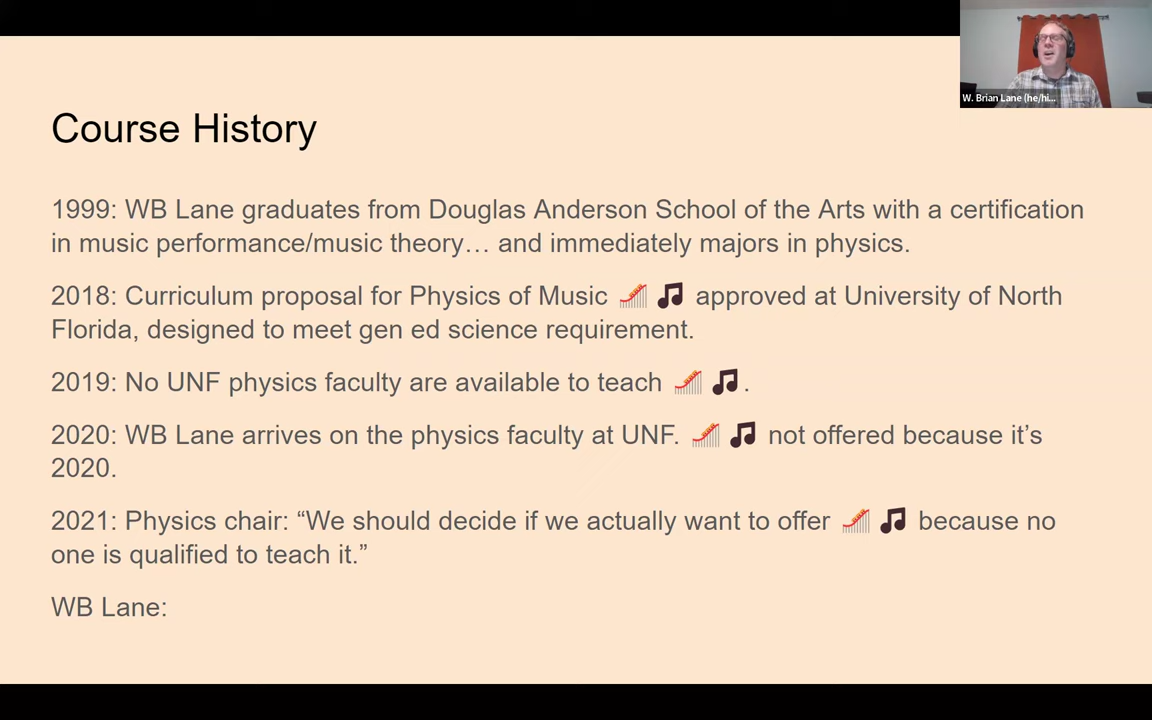 W. Brian Lane (he/hi...
Course History
1999: WB Lane graduates from Douglas Anderson School of the Arts with a certification
in music performance/music theory… and immediately majors in physics.
2018: Curriculum proposal for Physics of Music 🎢 🎵 approved at University of North
Florida, designed to meet gen ed science requirement.
2019: No UNF physics faculty are available to teach 🎢 🎵.
2020: WB Lane arrives on the physics faculty at UNF. 🎢 🎵 not offered because it’s
2020.
2021: Physics chair: “We should decide if we actually want to offer 🎢 🎵 because no
one is qualified to teach it.”
WB Lane: